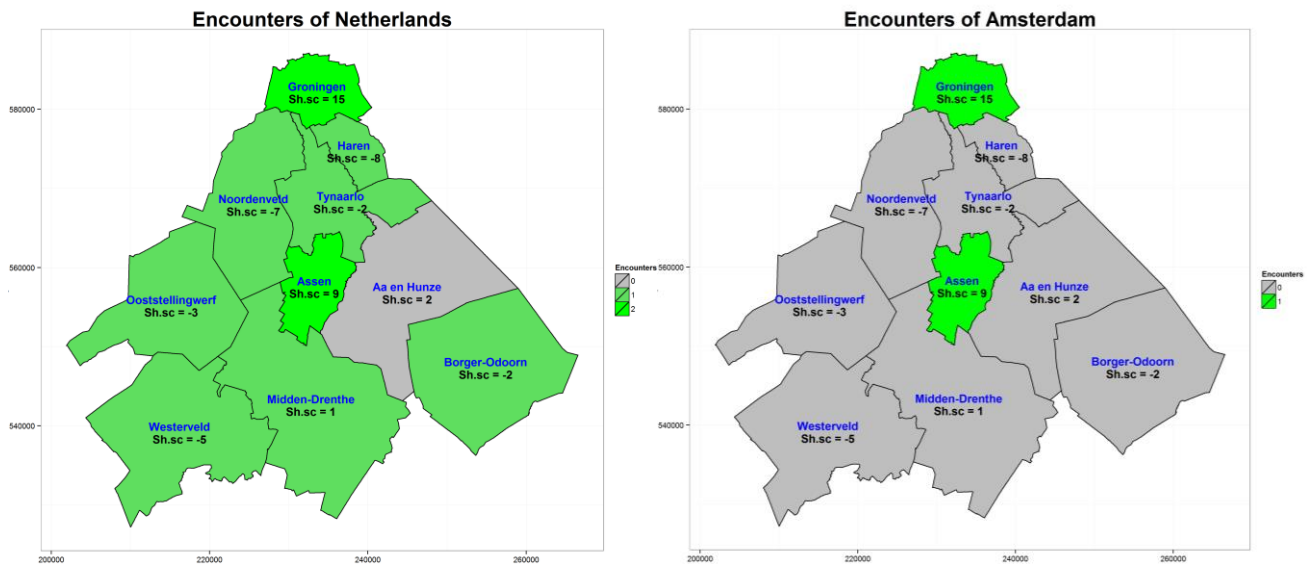 Encounters of Netherlands
580000
560000
540000
200000
220000
240000
260000
Groningen
Sh.sc = 15
Haren
Sh.sc = -8
Noordenveld
Sh.sc = -7
Tynaarlo
Sh.sc = -2
Assen
Sh.sc = 9
Aa en Hunze
Sh.sc = 2
Ooststellingwerf
Sh.sc = -3
Borger-Odoorn
Sh.sc = -2
Midden-Drenthe
Sh.sc = 1
Westerveld
Sh.sc = -5
Encounters
0
1
2
Encounters of Amsterdam
580000
560000
540000
200000
220000
240000
260000
Groningen
Sh.sc = 15
Haren
Sh.sc = -8
Noordenveld
Sh.sc = -7
Tynaarlo
Sh.sc = -2
Assen
Sh.sc = 9
Aa en Hunze
Sh.sc = 2
Ooststellingwerf
Sh.sc = -3
Borger-Odoorn
Sh.sc = -2
Midden-Drenthe
Sh.sc = 1
Westerveld
Sh.sc = -5
Encounters
0
1